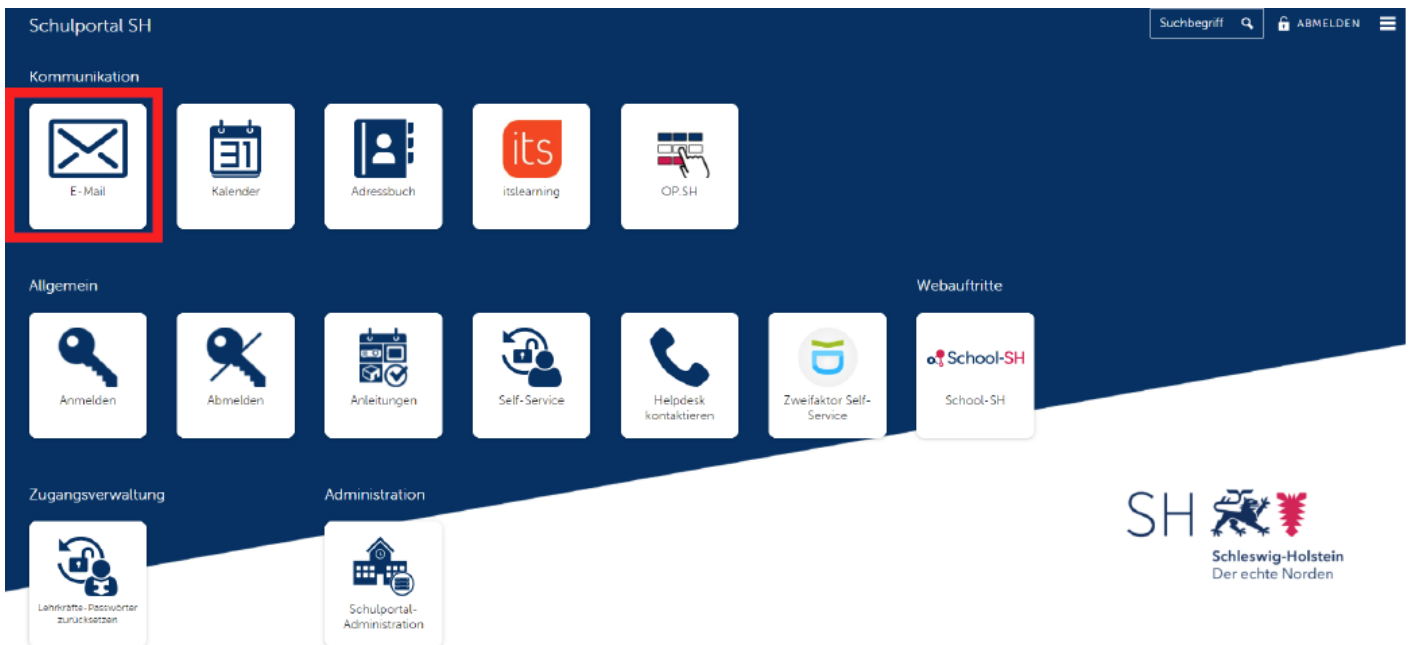 Schulportal SH
Suchbegriff
ABMELDEN
Kommunikation
E-Mail
31
Kalender
Adressbuch
its
itslearning
OP.SH
Allgemein
Webauftritte
Anmelden
Abmelden
Anleitungen
Self-Service
Helpdesk
kontaktieren
Zweifaktor Self-
Service
School-SH
School-SH
Zugangsverwaltung
Administration
Lehrkräfte-Passwörter
zurücksetzen
Schulportal-
Administration
SH
Schleswig-Holstein
Der echte Norden